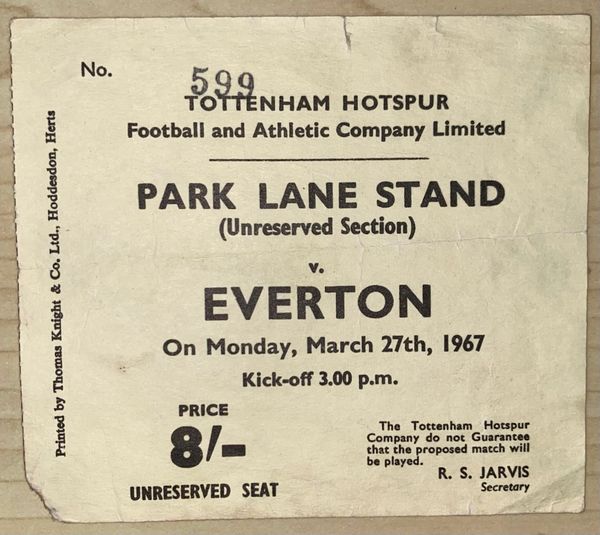 No. 599
TOTTENHAM HOTSPUR
Football and Athletic Company Limited
PARK LANE STAND
(Unreserved Section)
v.
EVERTON
On Monday, March 27th, 1967
Kick-off 3.00 p.m.
PRICE
8/-
UNRESERVED SEAT
The Tottenham Hotspur
Company do not Guarantee
that the proposed match will
be played.
R. S. JARVIS
Secretary
Printed by Thomas Knight & Co. Ltd., Hoddesdon, Herts